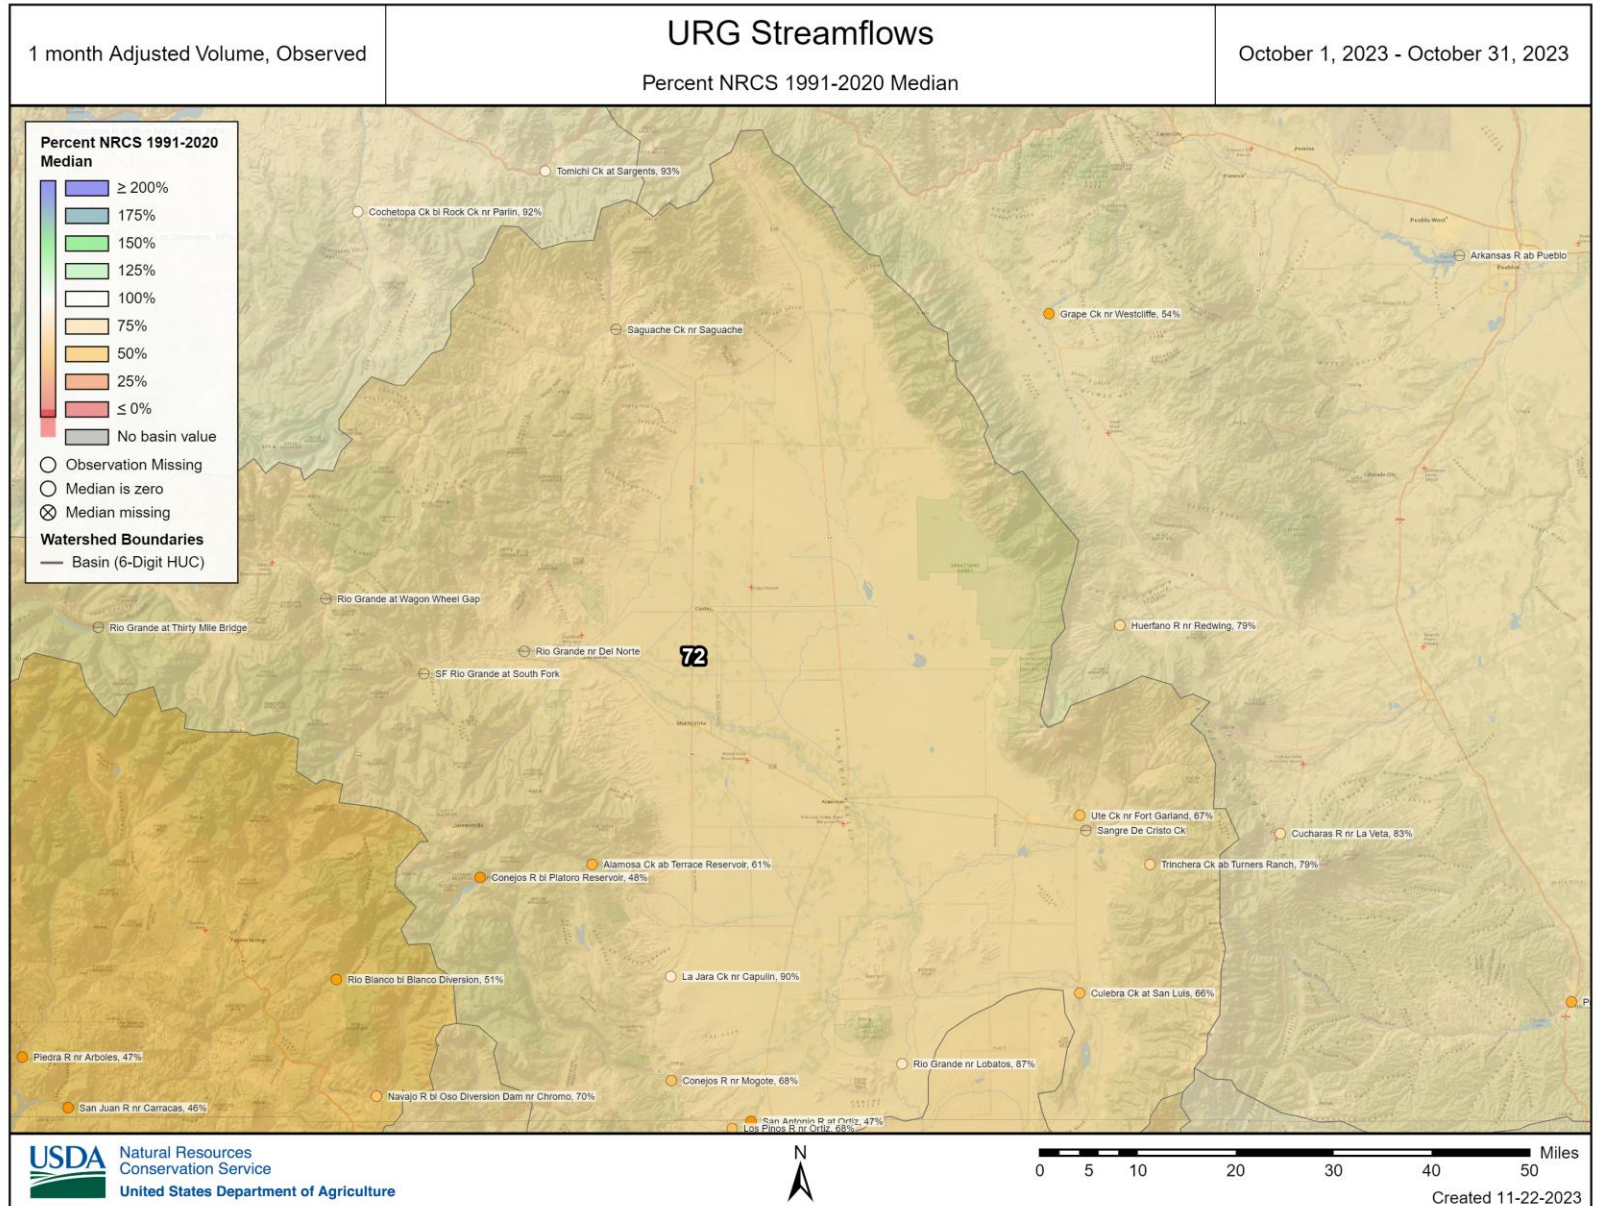 1 month Adjusted Volume, Observed
URG Streamflows
Percent NRCS 1991-2020 Median
October 1, 2023 - October 31, 2023
Percent NRCS 1991-2020
Median
≥ 200%
175%
150%
125%
100%
75%
50%
25%
≤ 0%
No basin value
Observation Missing
Median is zero
Median missing
Watershed Boundaries
Basin (6-Digit HUC)
Tomichi Ck at Sargents, 93%
Cochetopa Ck bl Rock Ck nr Parlin, 92%
Pueblo West
Arkansas R ab Pueblo
Pueblo
Grape Ck nr Westcliffe, 54%
Saguache Ck nr Saguache
Colorado City
Rio Grande at Wagon Wheel Gap
Center
Rio Grande at Thirty Mile Bridge
Huerfano R nr Redwing, 79%
Rio Grande nr Del Norte
72
SF Rio Grande at South Fork
Alamosa
Ute Ck nr Fort Garland, 67%
Sangre De Cristo Ck
Cucharas R nr La Veta, 83%
Alamosa Ck ab Terrace Reservoir, 61%
Trinchera Ck ab Turners Ranch, 79%
Conejos R bl Platoro Reservoir, 48%
Pagosa Springs
La Jara Ck nr Capulin, 90%
Rio Blanco bl Blanco Diversion, 51%
Culebra Ck at San Luis, 66%
P
Piedra R nr Arboles, 47%
Rio Grande nr Lobatos, 87%
Conejos R nr Mogote, 68%
Navajo R bl Oso Diversion Dam nr Chromo, 70%
San Juan R nr Carracas, 46%
San Antonio R at Ortiz, 47%
Los Pinos R nr Ortiz, 68%
USDA
Natural Resources
Conservation Service
United States Department of Agriculture
N
Miles
0 5 10 20 30 40 50
Created 11-22-2023